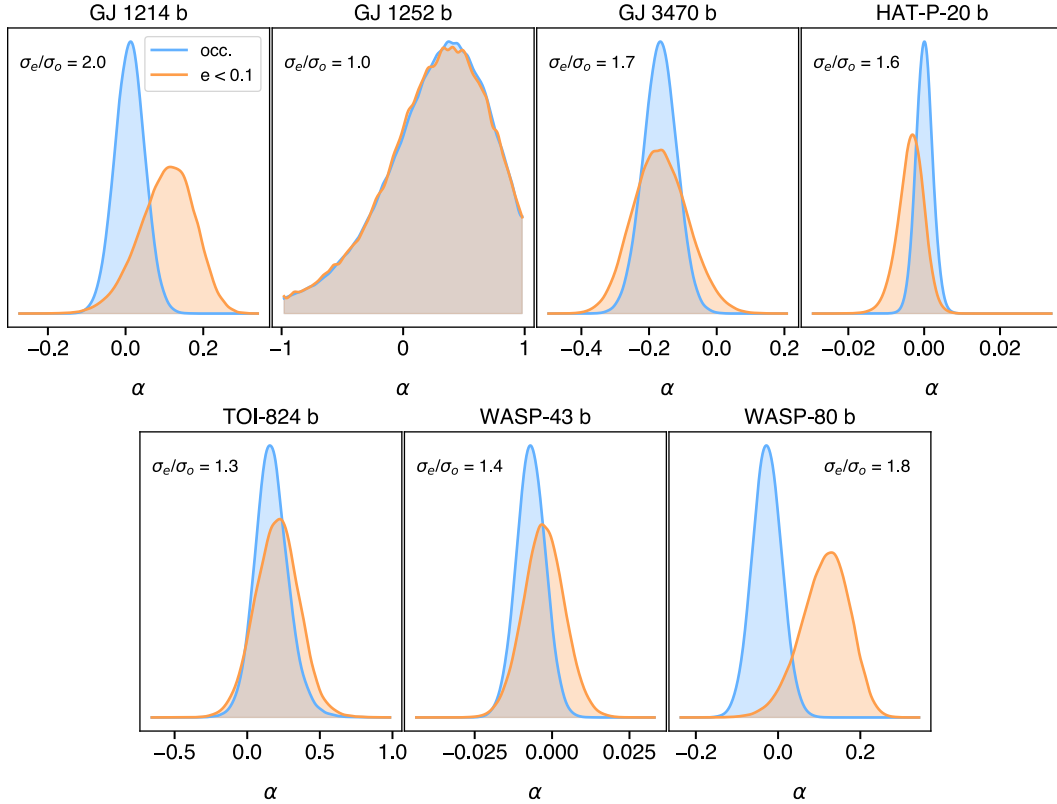 GJ 1214 b
GJ 1252 b
GJ 3470 b
HAT-P-20 b
σₑ/σₒ = 2.0
occ.
e < 0.1
σₑ/σₒ = 1.0
σₑ/σₒ = 1.7
σₑ/σₒ = 1.6
−0.2 0.0 0.2
−1 0 1
−0.4 −0.2 0.0 0.2
−0.02 0.00 0.02
α
α
α
α
TOI-824 b
WASP-43 b
WASP-80 b
σₑ/σₒ = 1.3
σₑ/σₒ = 1.4
σₑ/σₒ = 1.8
−0.5 0.0 0.5 1.0
−0.025 0.000 0.025
−0.2 0.0 0.2
α
α
α